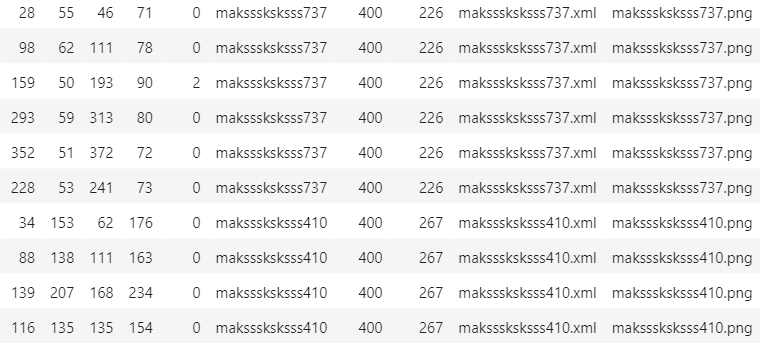 28 55 46 71 0 maksssksksss737 400 226 maksssksksss737.xml maksssksksss737.png
98 62 111 78 0 maksssksksss737 400 226 maksssksksss737.xml maksssksksss737.png
159 50 193 90 2 maksssksksss737 400 226 maksssksksss737.xml maksssksksss737.png
293 59 313 80 0 maksssksksss737 400 226 maksssksksss737.xml maksssksksss737.png
352 51 372 72 0 maksssksksss737 400 226 maksssksksss737.xml maksssksksss737.png
228 53 241 73 0 maksssksksss737 400 226 maksssksksss737.xml maksssksksss737.png
34 153 62 176 0 maksssksksss410 400 267 maksssksksss410.xml maksssksksss410.png
88 138 111 163 0 maksssksksss410 400 267 maksssksksss410.xml maksssksksss410.png
139 207 168 234 0 maksssksksss410 400 267 maksssksksss410.xml maksssksksss410.png
116 135 135 154 0 maksssksksss410 400 267 maksssksksss410.xml maksssksksss410.png